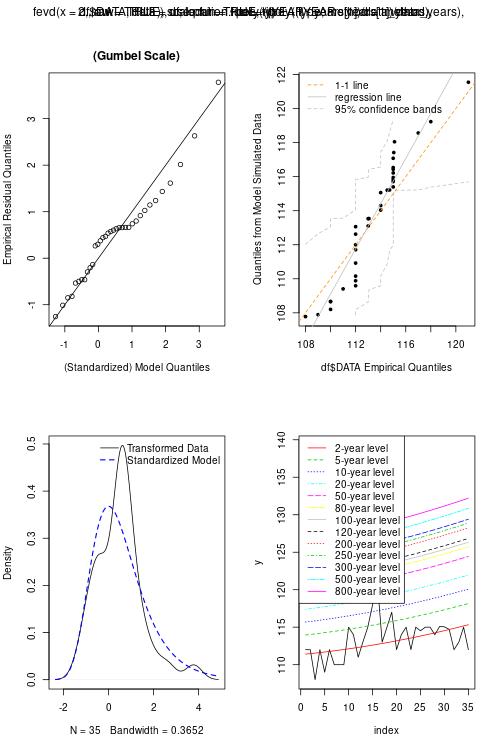 fevd(x =
(Gumbel Scale)
Empirical Residual Quantiles
3
2
1
0
-1
-1 0 1 2 3
(Standardized) Model Quantiles
1-1 line
regression line
95% confidence bands
Quantiles from Model Simulated Data
122
120
118
116
114
112
110
108
108 112 116 120
df$DATA Empirical Quantiles
Transformed Data
Standardized Model
Density
0.5
0.4
0.3
0.2
0.1
0.0
-2 0 2 4
N = 35 Bandwidth = 0.3652
2-year level
5-year level
10-year level
20-year level
50-year level
80-year level
100-year level
120-year level
200-year level
250-year level
300-year level
500-year level
800-year level
y
140
135
130
125
120
115
110
0 5 10 15 20 25 30 35
index